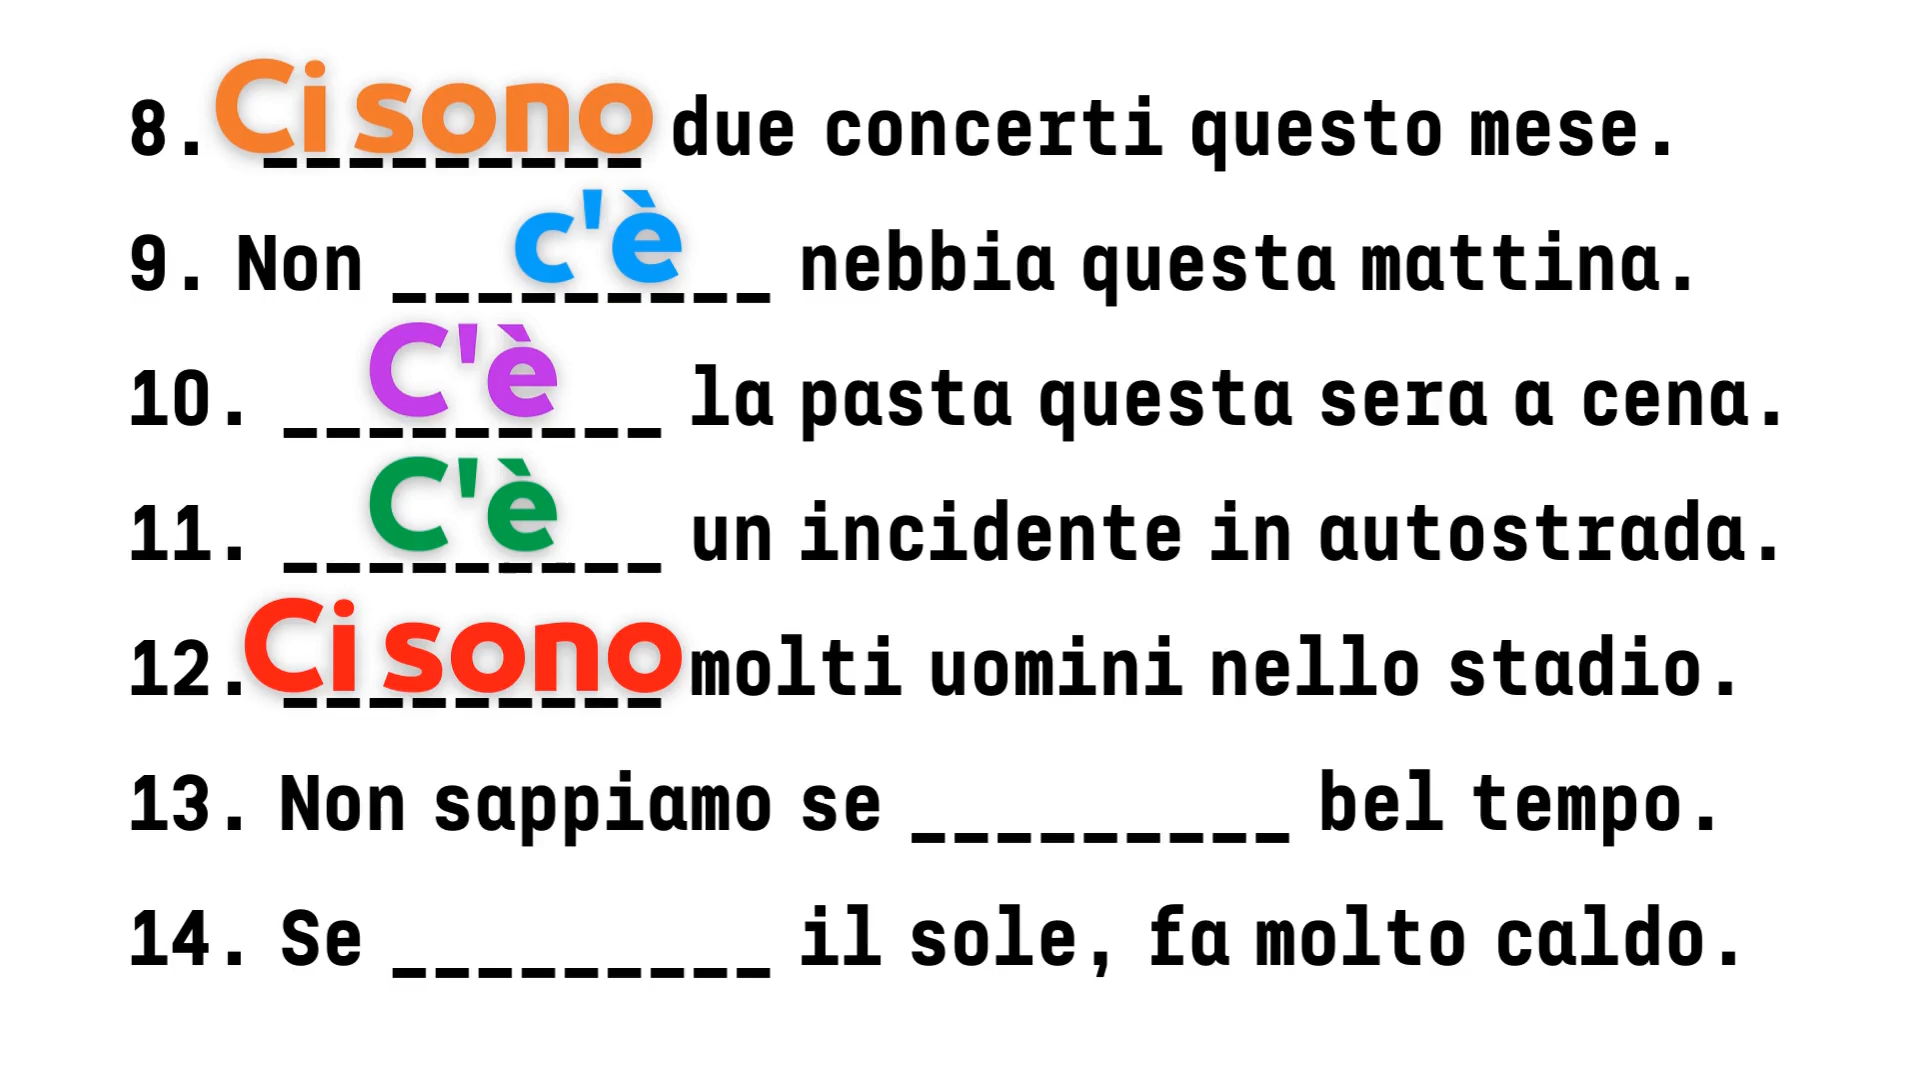 8. Ci sono due concerti questo mese.
9. Non c'è nebbia questa mattina.
10. C'è la pasta questa sera a cena.
11. C'è un incidente in autostrada.
12. Ci sono molti uomini nello stadio.
13. Non sappiamo se _________ bel tempo.
14. Se _________ il sole, fa molto caldo.